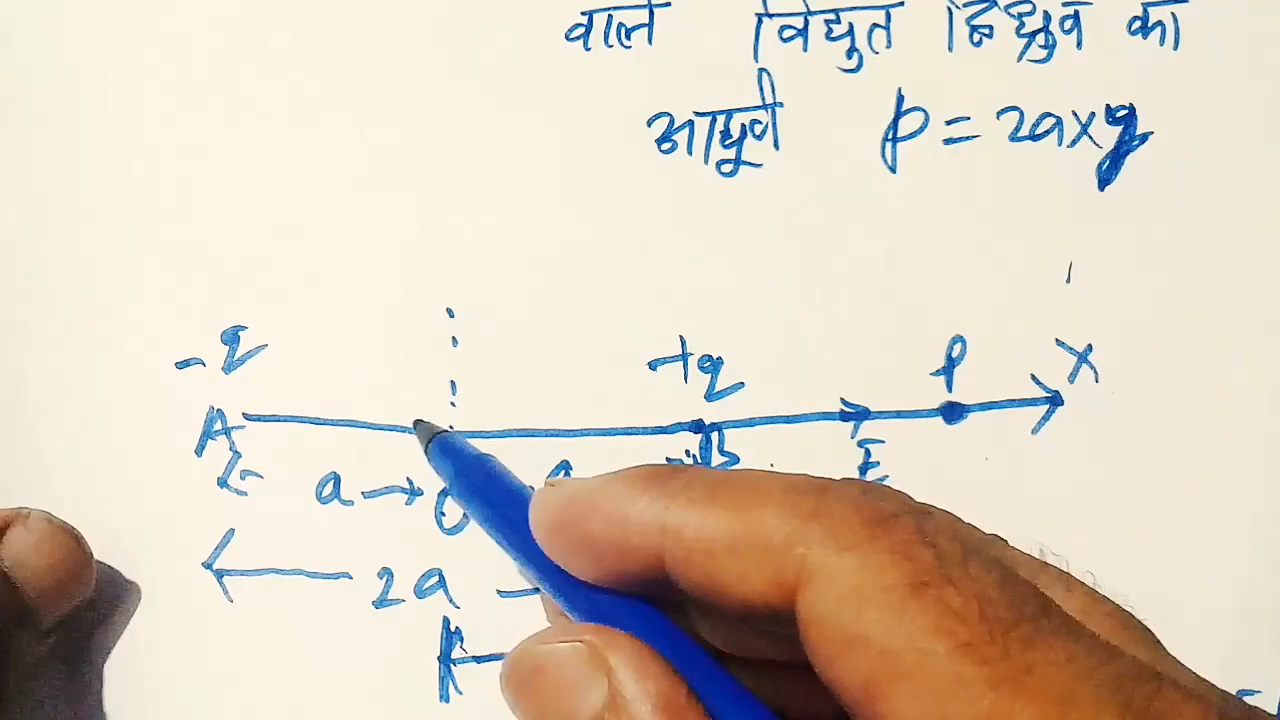 वाले विद्युत द्विध्रुव का
आघूर्ण p = 2a×q
-q +q P X
A B E
a → O a
← 2a —